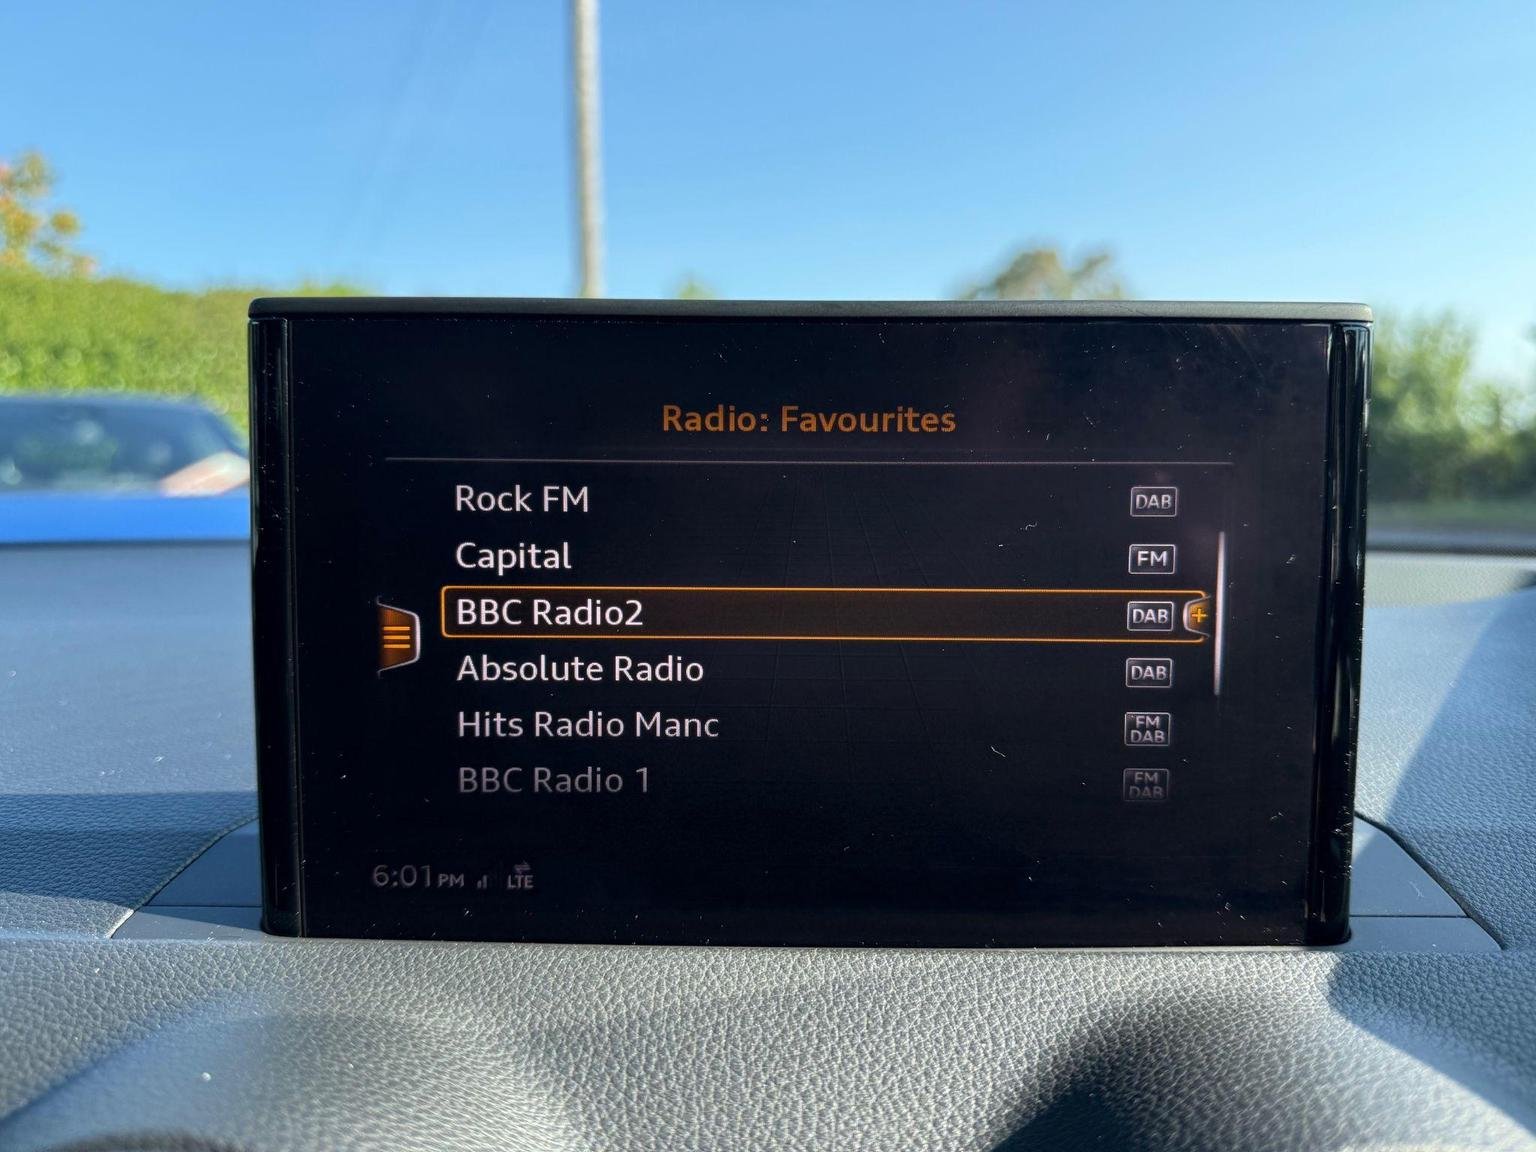 Radio: Favourites
Rock FM DAB
Capital FM
BBC Radio2 DAB
Absolute Radio DAB
Hits Radio Manc FM DAB
BBC Radio 1 FM DAB
6:01 PM LTE